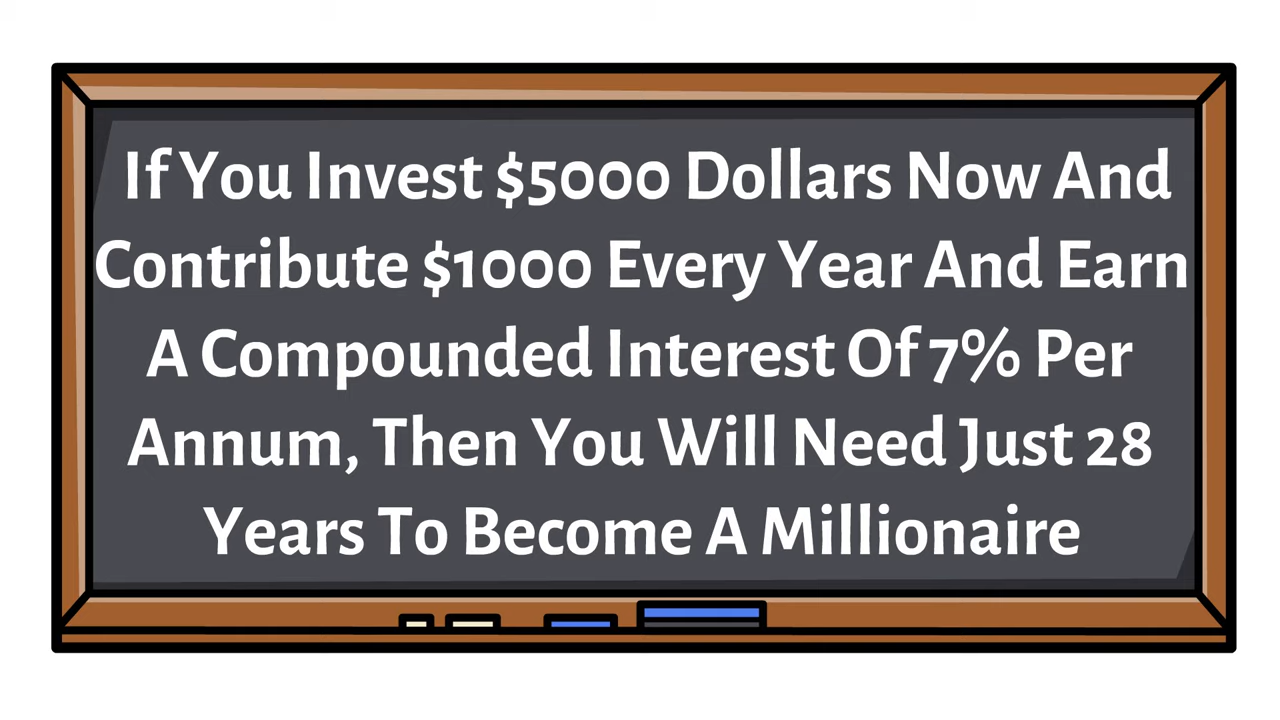 If You Invest $5000 Dollars Now And
Contribute $1000 Every Year And Earn
A Compounded Interest Of 7% Per
Annum, Then You Will Need Just 28
Years To Become A Millionaire